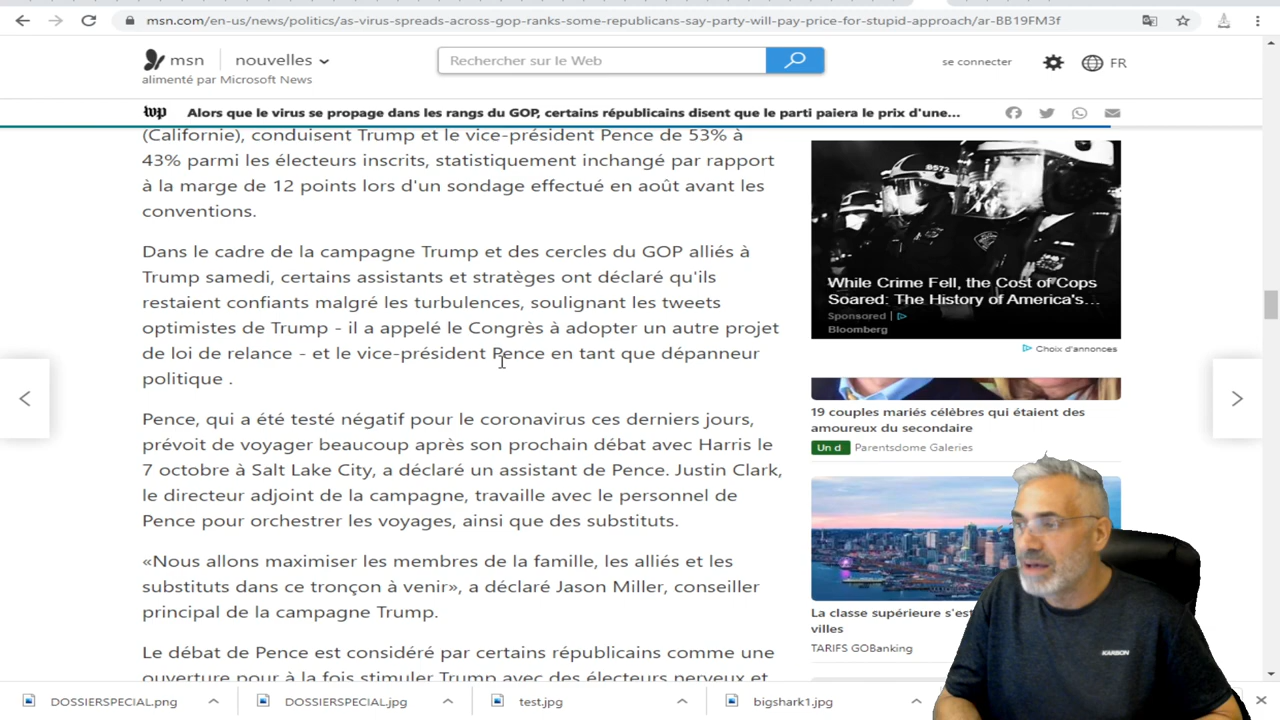 msn.com/en-us/news/politics/as-virus-spreads-across-gop-ranks-some-republicans-say-party-will-pay-price-for-stupid-approach/ar-BB19FM3f
msn
nouvelles
alimenté par Microsoft News
Rechercher sur le Web
se connecter
FR
wp
Alors que le virus se propage dans les rangs du GOP, certains républicains disent que le parti paiera le prix d'une...
(Californie), conduisent Trump et le vice-président Pence de 53% à
43% parmi les électeurs inscrits, statistiquement inchangé par rapport
à la marge de 12 points lors d'un sondage effectué en août avant les
conventions.
Dans le cadre de la campagne Trump et des cercles du GOP alliés à
Trump samedi, certains assistants et stratèges ont déclaré qu'ils
restaient confiants malgré les turbulences, soulignant les tweets
optimistes de Trump - il a appelé le Congrès à adopter un autre projet
de loi de relance - et le vice-président Pence en tant que dépanneur
politique .
Pence, qui a été testé négatif pour le coronavirus ces derniers jours,
prévoit de voyager beaucoup après son prochain débat avec Harris le
7 octobre à Salt Lake City, a déclaré un assistant de Pence. Justin Clark,
le directeur adjoint de la campagne, travaille avec le personnel de
Pence pour orchestrer les voyages, ainsi que des substituts.
«Nous allons maximiser les membres de la famille, les alliés et les
substituts dans ce tronçon à venir», a déclaré Jason Miller, conseiller
principal de la campagne Trump.
Le débat de Pence est considéré par certains républicains comme une
ouverture pour à la fois stimuler Trump avec des électeurs nerveux et
B572
While Crime Fell, the Cost of Cops
Soared: The History of America's...
Sponsored
Bloomberg
Choix d'annonces
19 couples mariés célèbres qui étaient des
amoureux du secondaire
Un d
Parentsdome Galeries
La classe supérieure s'est
villes
TARIFS GOBanking
KARBON
DOSSIERSPECIAL.png
DOSSIERSPECIAL.jpg
test.jpg
bigshark1.jpg